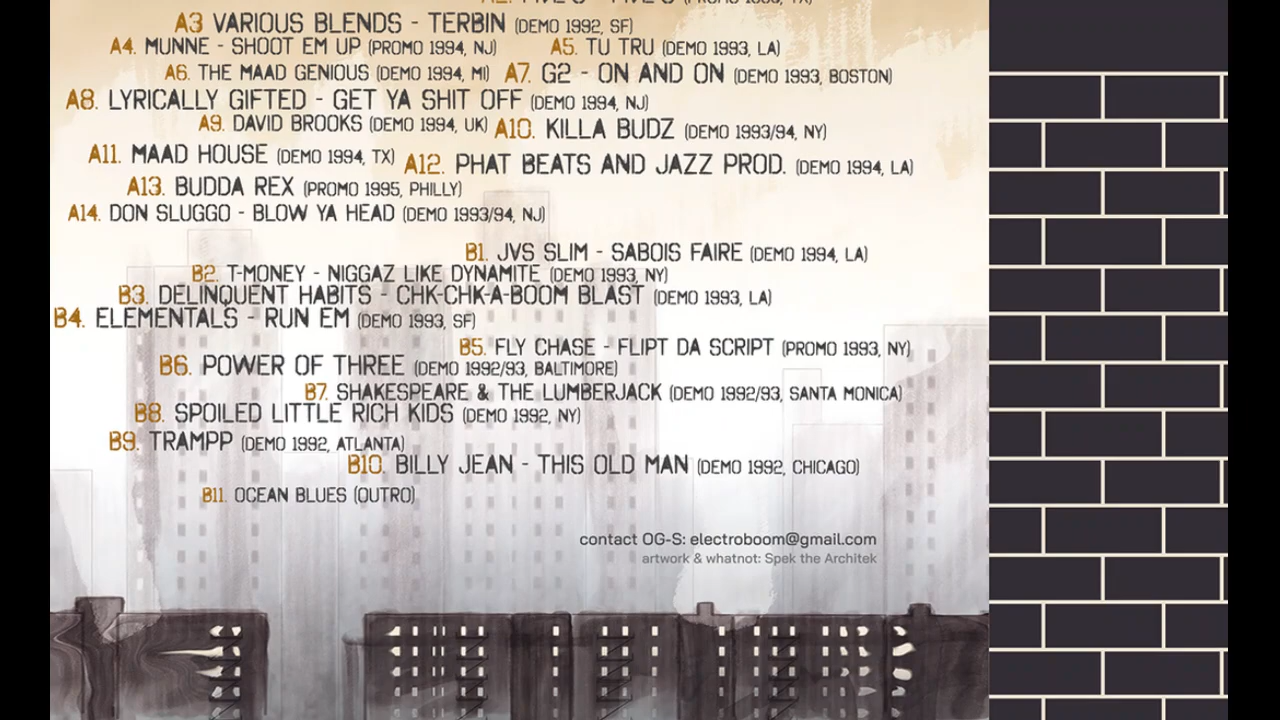 A3 VARIOUS BLENDS - TERBIN (DEMO 1992, SF)
A4. MUNNE - SHOOT EM UP (PROMO 1994, NJ) A5. TU TRU (DEMO 1993, LA)
A6. THE MAAD GENIOUS (DEMO 1994, MI) A7. G2 - ON AND ON (DEMO 1993, BOSTON)
A8. LYRICALLY GIFTED - GET YA SHIT OFF (DEMO 1994, NJ)
A9. DAVID BROOKS (DEMO 1994, UK) A10. KILLA BUDZ (DEMO 1993/94, NY)
A11. MAAD HOUSE (DEMO 1994, TX) A12. PHAT BEATS AND JAZZ PROD. (DEMO 1994, LA)
A13. BUDDA REX (PROMO 1995, PHILLY)
A14. DON SLUGGO - BLOW YA HEAD (DEMO 1993/94, NJ)
B1. JVS SLIM - SABOIS FAIRE (DEMO 1994, LA)
B2. T-MONEY - NIGGAZ LIKE DYNAMITE (DEMO 1993, NY)
B3. DELINQUENT HABITS - CHK-CHK-A-BOOM BLAST (DEMO 1993, LA)
B4. ELEMENTALS - RUN EM (DEMO 1993, SF)
B5. FLY CHASE - FLIPT DA SCRIPT (PROMO 1993, NY)
B6. POWER OF THREE (DEMO 1992/93, BALTIMORE)
B7. SHAKESPEARE & THE LUMBERJACK (DEMO 1992/93, SANTA MONICA)
B8. SPOILED LITTLE RICH KIDS (DEMO 1992, NY)
B9. TRAMPP (DEMO 1992, ATLANTA)
B10. BILLY JEAN - THIS OLD MAN (DEMO 1992, CHICAGO)
B11. OCEAN BLUES (OUTRO)
contact OG-S: electroboom@gmail.com
artwork & whatnot: Spek the Architek